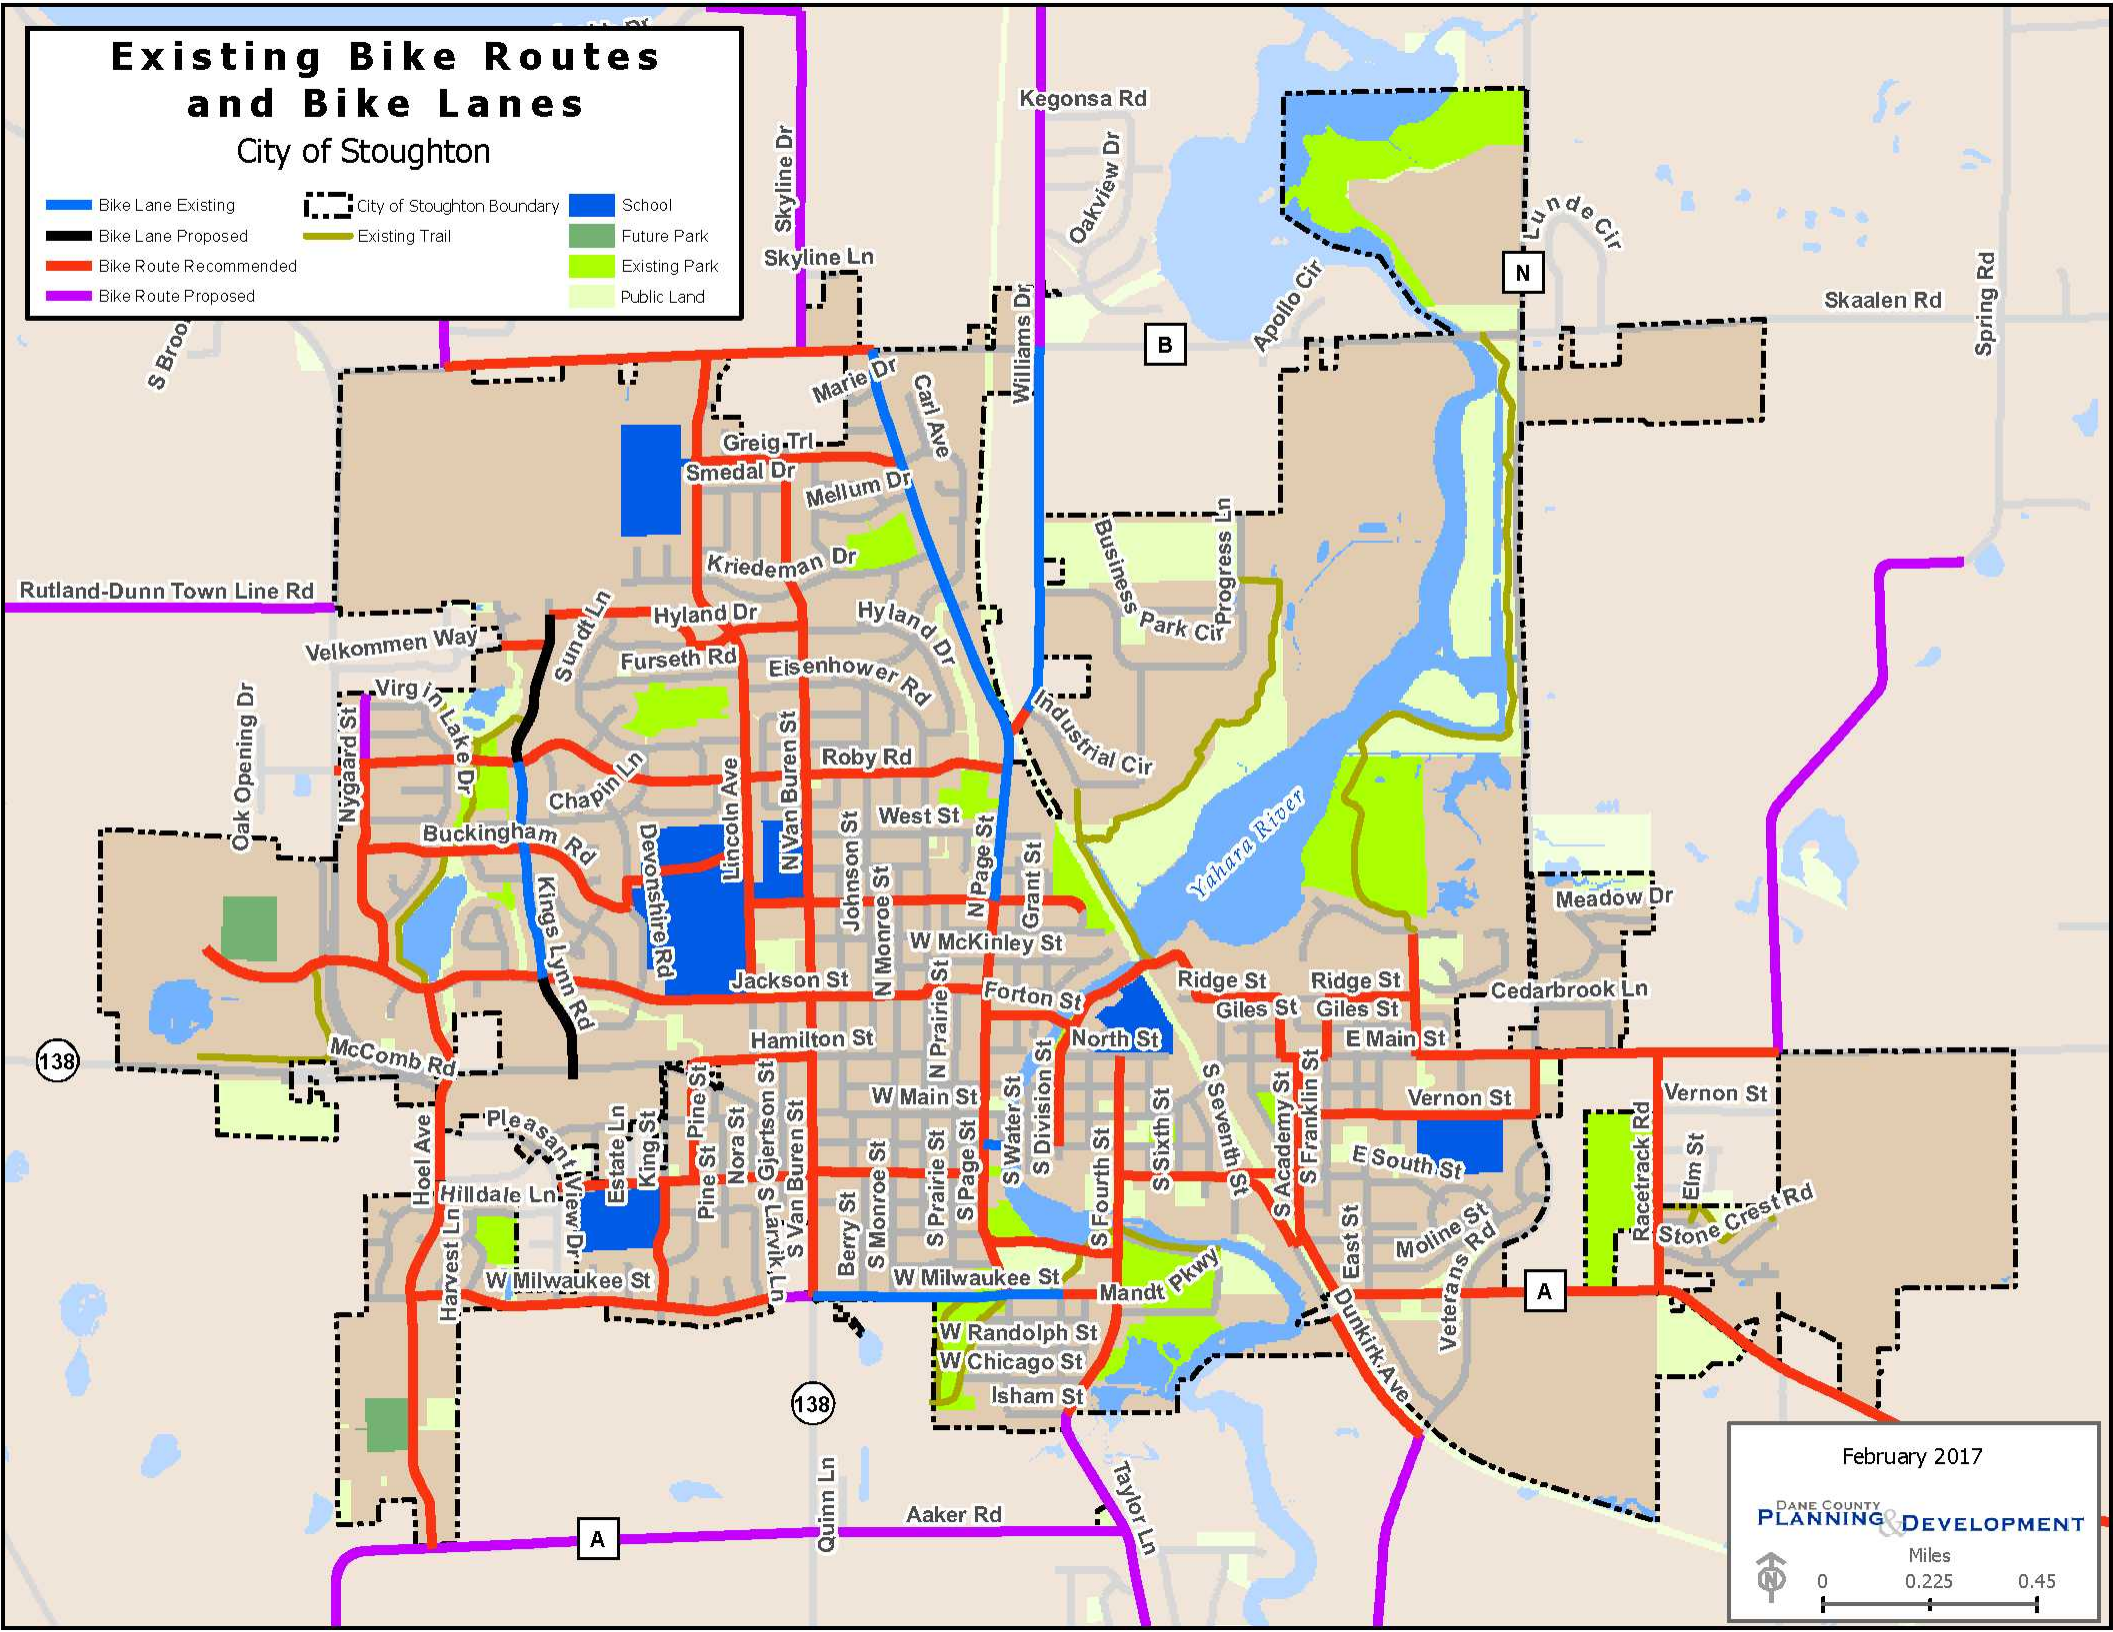 Existing Bike Routes
and Bike Lanes
City of Stoughton
Bike Lane Existing
Bike Lane Proposed
Bike Route Recommended
Bike Route Proposed
City of Stoughton Boundary
Existing Trail
School
Future Park
Existing Park
Public Land
Kegonsa Rd
Oakview Dr
Skyline Dr
Skyline Ln
Williams Dr
Apollo Cir
Lunde Cir
N
B
Skaalen Rd
Spring Rd
Marie Dr
Carl Ave
Greig Trl
Smedal Dr
Mellum Dr
Kriedeman Dr
Business Park Cir
Progress Ln
Rutland-Dunn Town Line Rd
Velkommen Way
Sundt Ln
Hyland Dr
Hyland Dr
Furseth Rd
Eisenhower Rd
Virgin Lake Dr
Oak Opening Dr
Nygaard St
Industrial Cir
Roby Rd
Chapin Ln
Lincoln Ave
N Van Buren St
West St
Buckingham Rd
Devonshire Rd
Johnson St
N Page St
Grant St
Yahara River
Kings Lynn Rd
N Monroe St
W McKinley St
Meadow Dr
Jackson St
N Prairie St
Forton St
Ridge St
Ridge St
Giles St
Giles St
Cedarbrook Ln
Hamilton St
North St
E Main St
138
McComb Rd
W Main St
Vernon St
Vernon St
Pleasant View Dr
Hoel Ave
Estate Ln
King St
Pine St
Pine St
Nora St
S Gjertson St
S Van Buren St
S Monroe St
S Prairie St
S Page St
S Water St
S Division St
S Fourth St
S Sixth St
S Seventh St
S Academy St
S Franklin St
E South St
Racetrack Rd
Elm St
Stone Crest Rd
Hilldale Ln
Harvest Ln
W Milwaukee St
Larvik Ln
Berry St
W Milwaukee St
Mandt Pkwy
East St
Moline St
Veterans Rd
A
W Randolph St
W Chicago St
Isham St
Dunkirk Ave
138
Quinn Ln
Aaker Rd
Taylor Ln
A
February 2017
DANE COUNTY
PLANNING & DEVELOPMENT
Miles
N
0 0.225 0.45